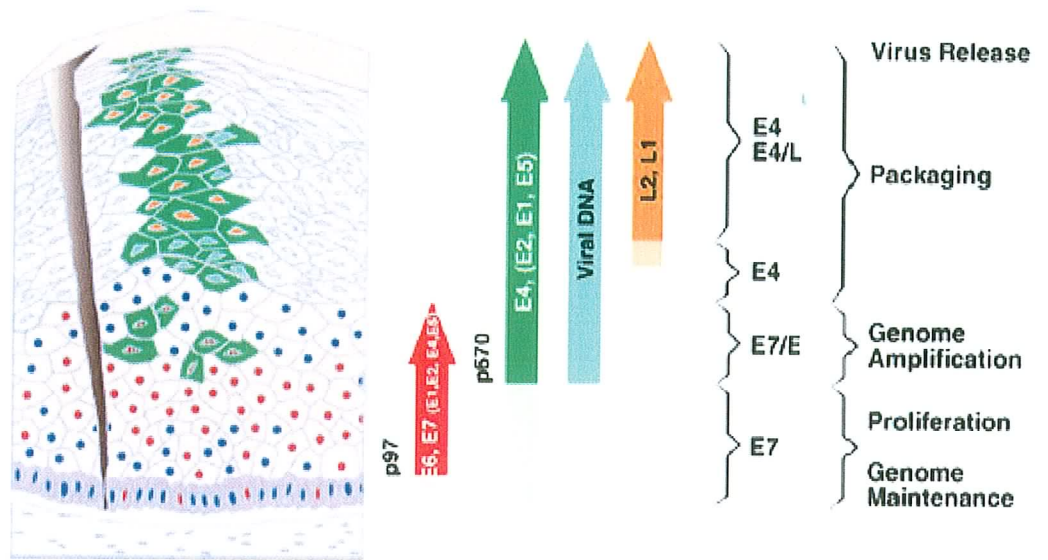 p97
E6, E7 (E1,E2, E4,E5)
p670
E4, (E2, E1, E5)
Viral DNA
L2, L1
E4
E4/L
E4
E7/E
E7
Virus Release
Packaging
Genome
Amplification
Proliferation
Genome
Maintenance